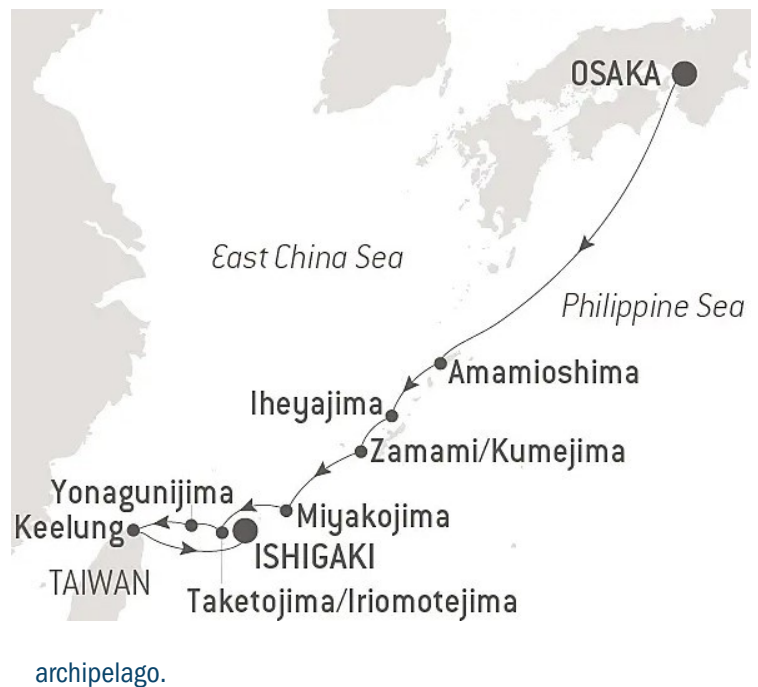 OSAKA
East China Sea
Philippine Sea
Amamioshima
Iheyajima
Zamami/Kumejima
Yonagunijima
Miyakojima
Keelung
ISHIGAKI
TAIWAN
Taketojima/Iriomotejima
archipelago.